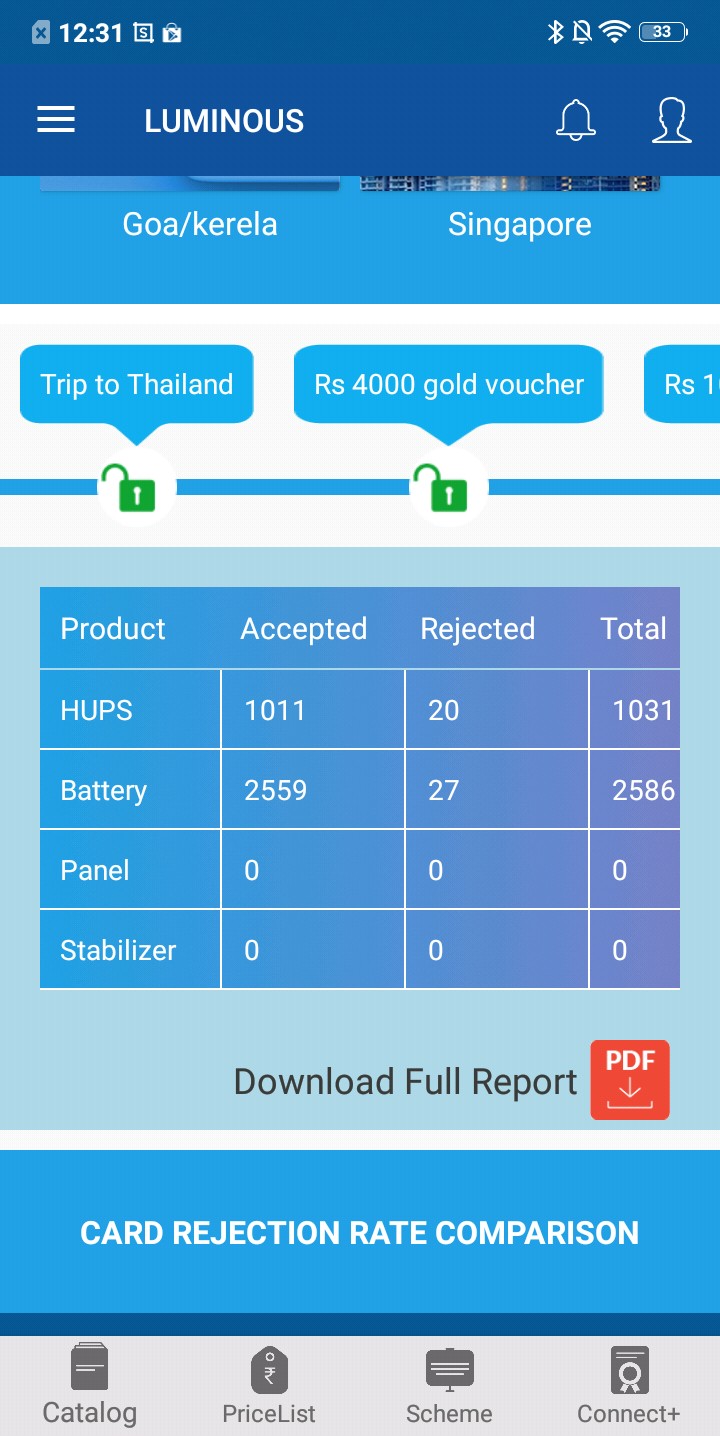 12:31
33
LUMINOUS
Goa/kerela Singapore
Trip to Thailand Rs 4000 gold voucher Rs 1
Product Accepted Rejected Total
HUPS 1011 20 1031
Battery 2559 27 2586
Panel 0 0 0
Stabilizer 0 0 0
Download Full Report PDF
CARD REJECTION RATE COMPARISON
Catalog PriceList Scheme Connect+